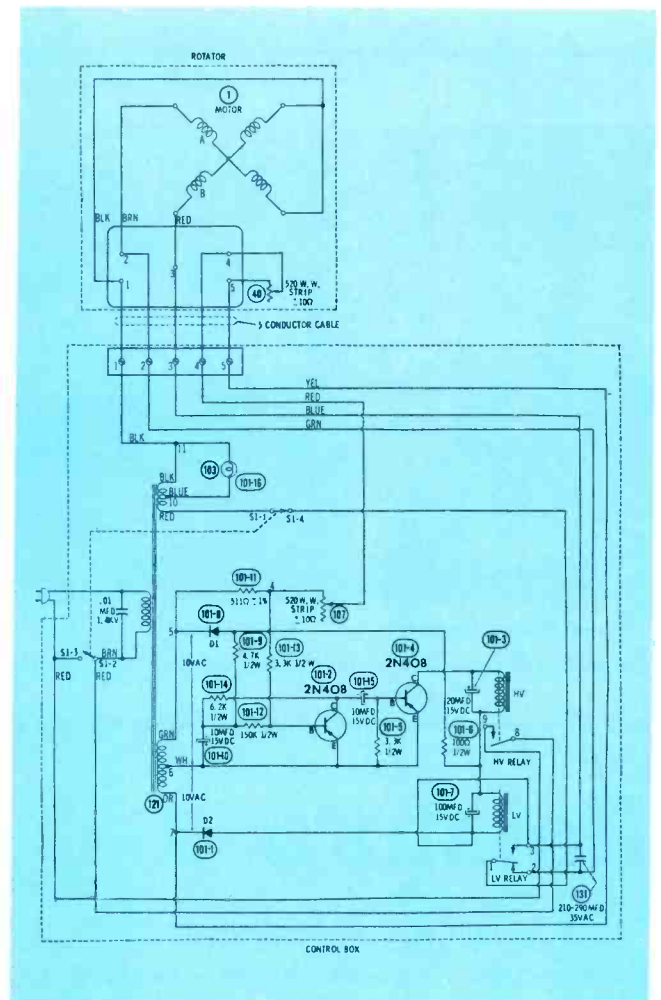 ROTATOR
1
MOTOR
A
B
BLK
BRN
RED
2
3
4
1
5
40
520 W. W.
STRIP
± 10Ω
5 CONDUCTOR CABLE
1 2 3 4 5
YEL
RED
BLUE
GRN
BLK
11
103
101-16
BLK
BLUE
10
RED
S1-1
S1-4
.01
MFD
1.4KV
S1-3
BRN
S1-2
RED
RED
101-11
4
511Ω ± 1%
520 W. W.
STRIP
± 10Ω
107
101-8
5
D1
101-9
4.7K
1/2W
101-13
3.3K 1/2 W
101-4
2N408
101-3
10VAC
101-2
2N408
101-15
101-14
6.2K
1/2W
101-12
150K 1/2W
10MFD
15VDC
101-10
10MFD
15VDC
101-5
3.3K
1/2W
B
C
E
B
C
E
20MFD
15VDC
HV
9
8
HV RELAY
101-6
100Ω
1/2W
GRN
WH
6
OR
121
10VAC
7
D2
101-1
101-7
100MFD
15VDC
LV
3
2
LV RELAY
131
210-290 MFD
35VAC
CONTROL BOX